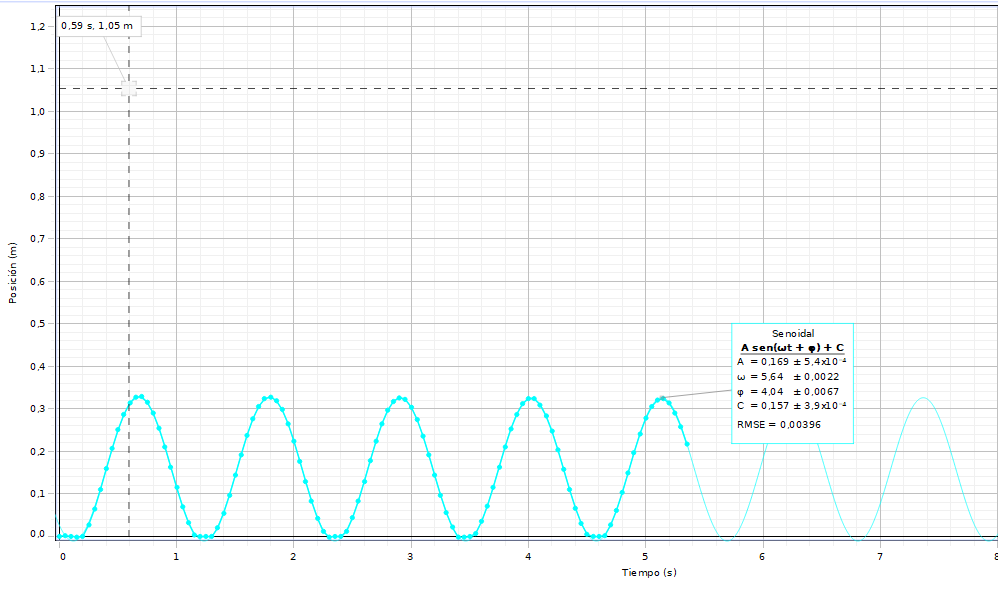 0,59 s, 1,05 m
1,2
1,1
1,0
0,9
0,8
0,7
0,6
0,5
0,4
0,3
0,2
0,1
0,0
Posición (m)
Senoidal
A sen(ωt + φ) + C
A = 0,169 ± 5,4x10⁻⁴
ω = 5,64 ± 0,0022
φ = 4,04 ± 0,0067
C = 0,157 ± 3,9x10⁻⁴
RMSE = 0,00396
0 1 2 3 4 5 6 7 8
Tiempo (s)